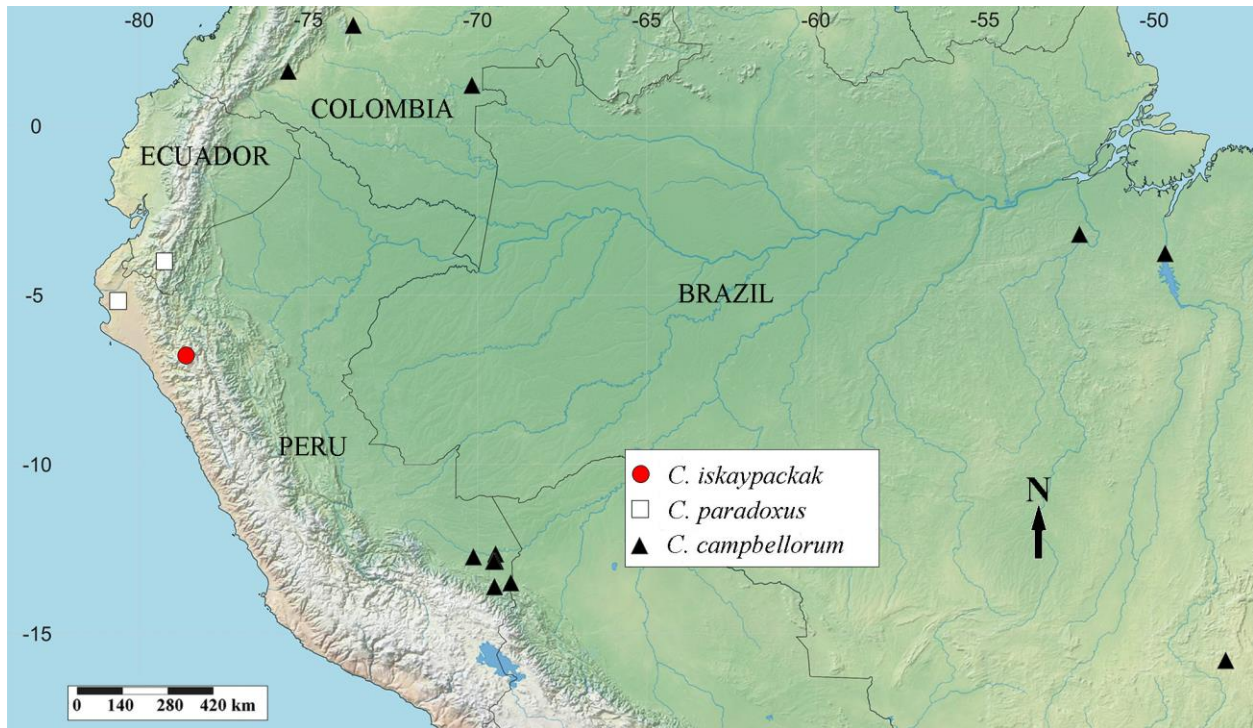 -80 -75 -70 -65 -60 -55 -50
COLOMBIA
0
ECUADOR
-5
BRAZIL
PERU
-10
C. iskaypackak
C. paradoxus
C. campbellorum
N
-15
0 140 280 420 km